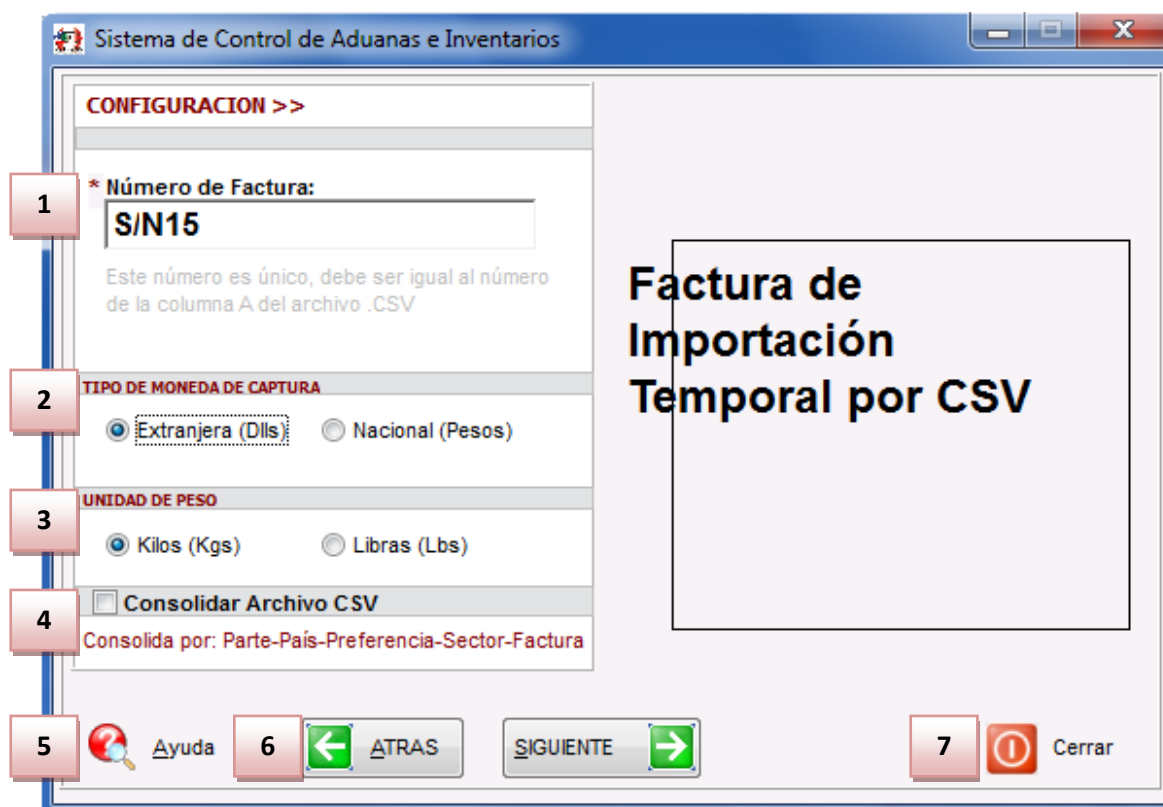 Sistema de Control de Aduanas e Inventarios
CONFIGURACION >>
1
* Número de Factura:
S/N15
Este número es único, debe ser igual al número
de la columna A del archivo .CSV
Factura de
Importación
Temporal por CSV
2
TIPO DE MONEDA DE CAPTURA
Extranjera (Dlls) Nacional (Pesos)
3
UNIDAD DE PESO
Kilos (Kgs) Libras (Lbs)
4
Consolidar Archivo CSV
Consolida por: Parte-País-Preferencia-Sector-Factura
5 Ayuda 6 ATRAS SIGUIENTE 7 Cerrar